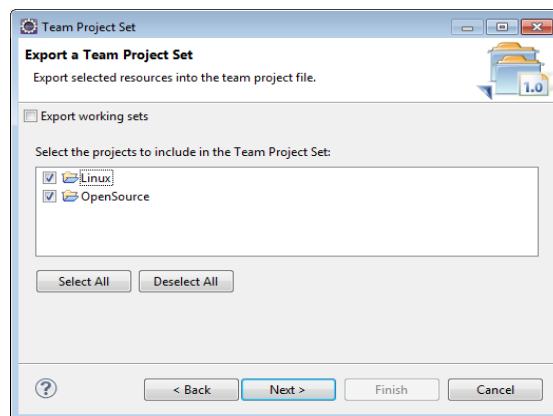 Team Project Set
Export a Team Project Set
Export selected resources into the team project file.
1.0
Export working sets
Select the projects to include in the Team Project Set:
Linux
OpenSource
Select All Deselect All
? < Back Next > Finish Cancel